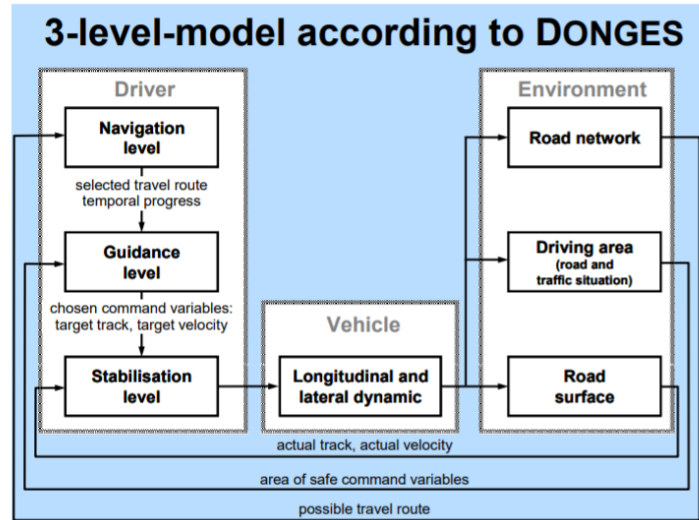 3-level-model according to DONGES
Driver
Navigation
level
selected travel route
temporal progress
Guidance
level
chosen command variables:
target track, target velocity
Stabilisation
level
Vehicle
Longitudinal and
lateral dynamic
Environment
Road network
Driving area
(road and
traffic situation)
Road
surface
actual track, actual velocity
area of safe command variables
possible travel route